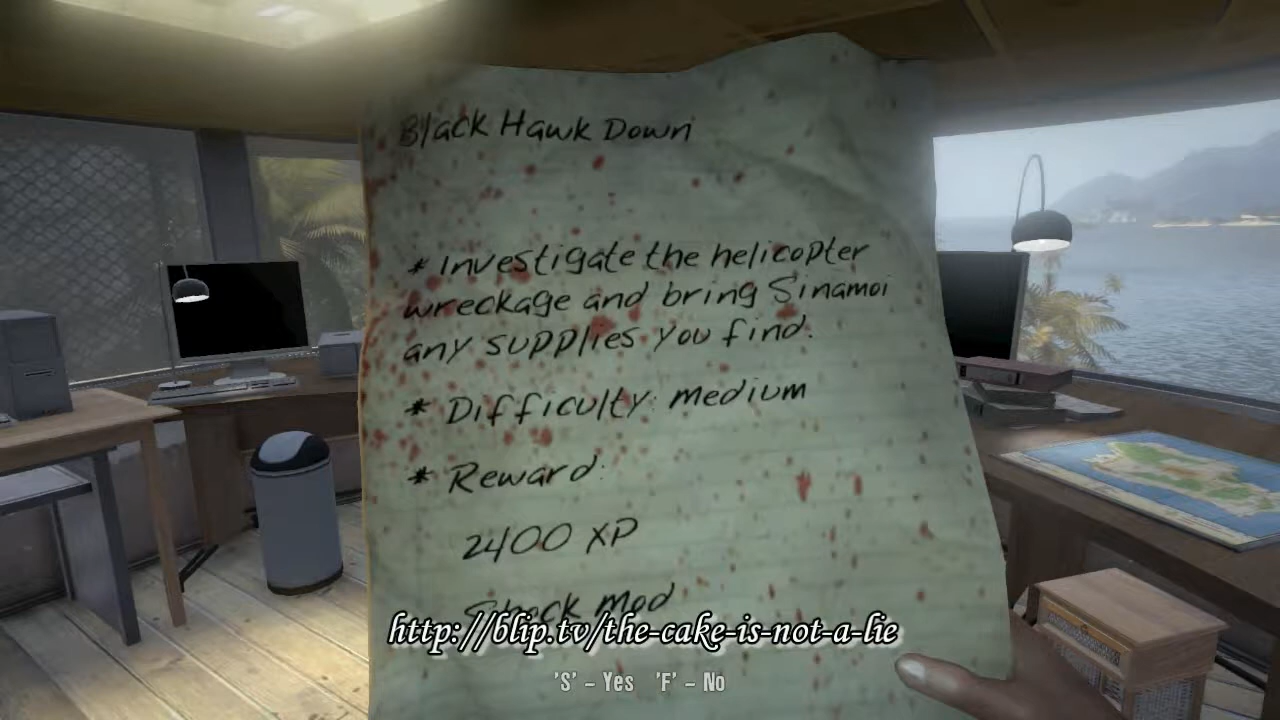 Black Hawk Down
* Investigate the helicopter
wreckage and bring Sinamoi
any supplies you find.
* Difficulty: medium
* Reward:
2400 XP
Shock mod
http://blip.tv/the-cake-is-not-a-lie
'S' - Yes 'F' - No